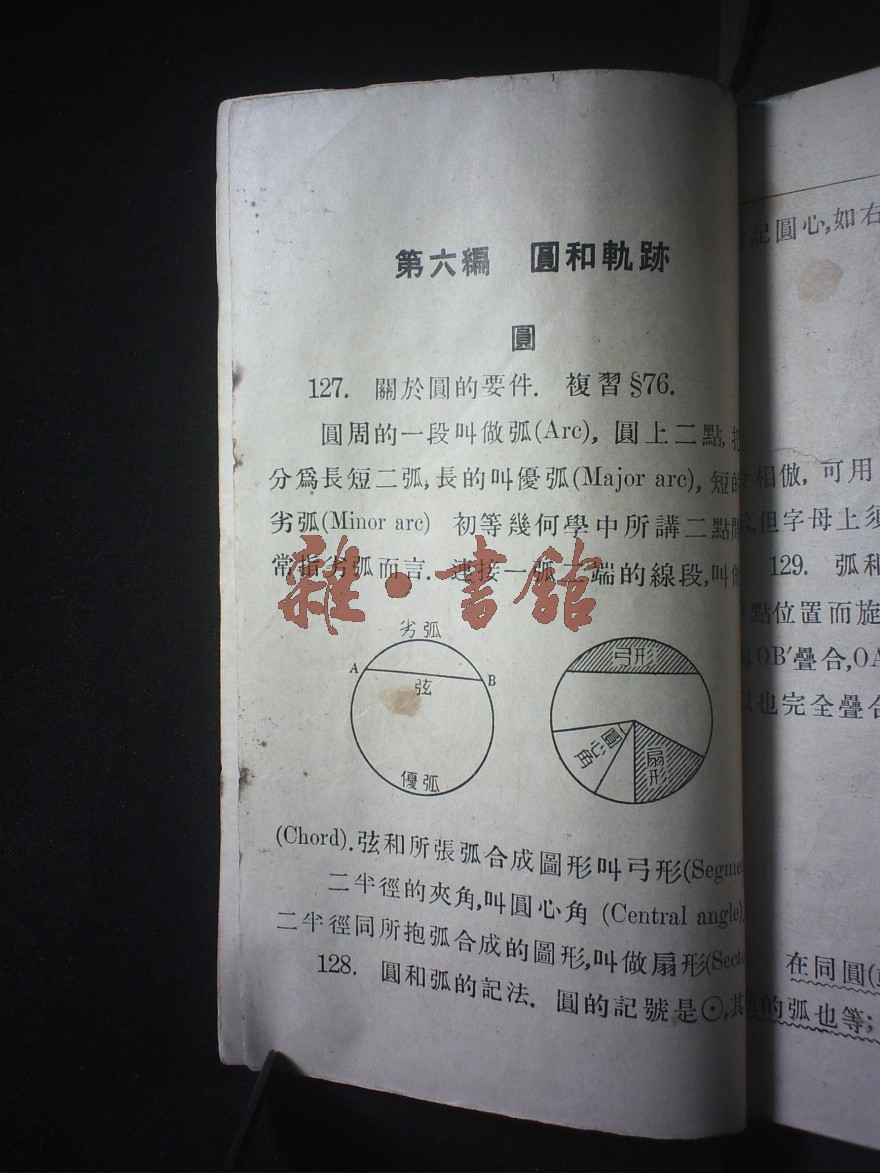 第六編 圓和軌跡
圓
127. 關於圓的要件. 複習§76.
圓周的一段叫做弧(Arc), 圓上二點,
分爲長短二弧; 長的叫優弧(Major arc), 短的
劣弧(Minor arc) 初等幾何學中所講二點間
常指劣弧而言. 連接一弧二端的線段,叫做
劣弧
A
B
弦
優弧
弓形
圓心角
扇形
(Chord). 弦和所張弧合成圖形叫弓形(Segme
二半徑的夾角,叫圓心角 (Central angle)
二半徑同所抱弧合成的圖形,叫做扇形(Sect
128. 圓和弧的記法. 圓的記號是⊙,其
記圓心,如右
相倣, 可用
但字母上須
129. 弧和
點位置而旋
OB′疊合,OA
也完全疊合
在同圓(
的弧也等;
雜·書館